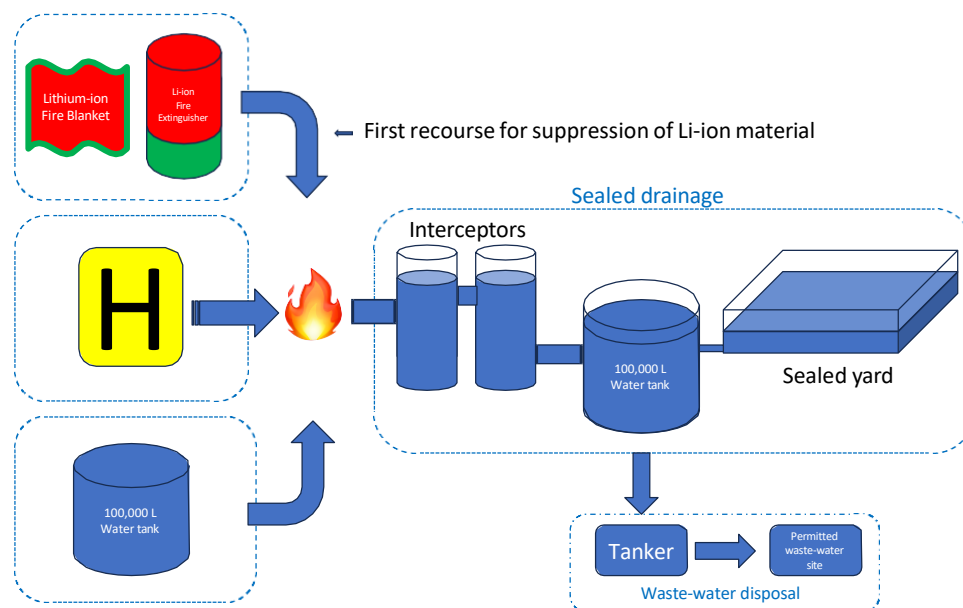 Lithium-ion
Fire Blanket
Li-ion
Fire
Extinguisher
First recourse for suppression of Li-ion material
Sealed drainage
Interceptors
H
100,000 L
Water tank
Sealed yard
100,000 L
Water tank
Tanker
Permitted
waste-water
site
Waste-water disposal